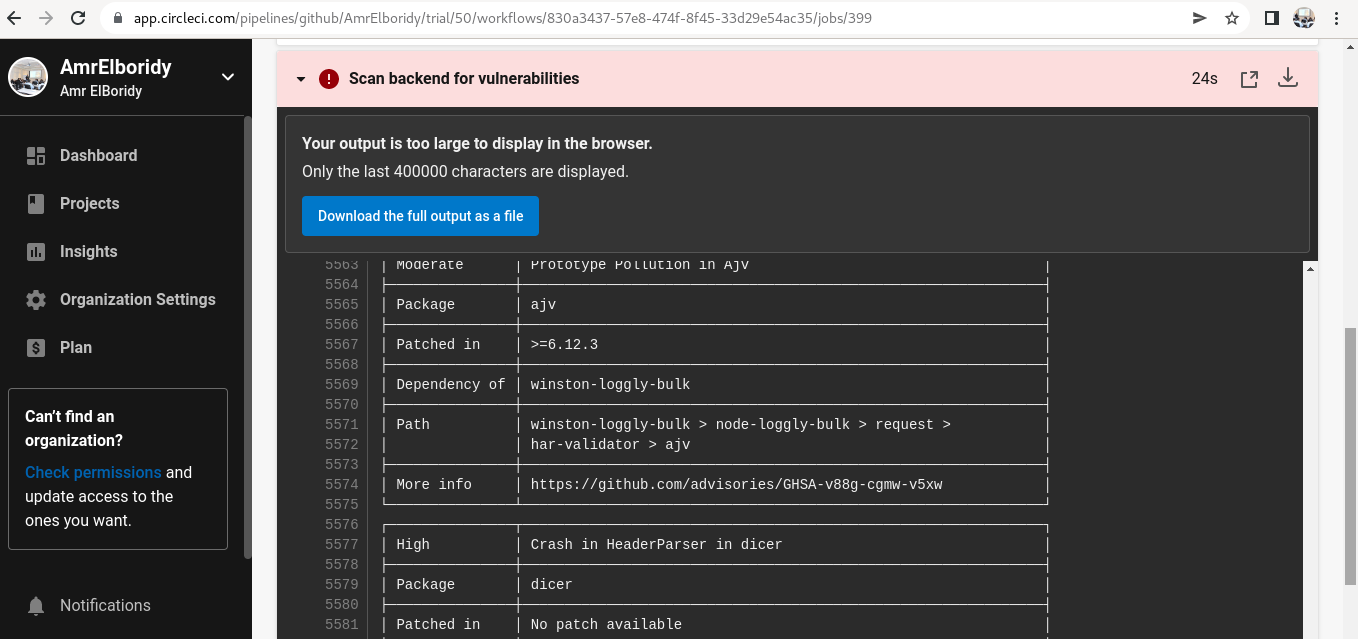 app.circleci.com/pipelines/github/AmrElboridy/trial/50/workflows/830a3437-57e8-474f-8f45-33d29e54ac35/jobs/399
AmrElboridy
Amr ElBoridy
Dashboard
Projects
Insights
Organization Settings
Plan
Can't find an
organization?
Check permissions and
update access to the
ones you want.
Notifications
Scan backend for vulnerabilities
24s
Your output is too large to display in the browser.
Only the last 400000 characters are displayed.
Download the full output as a file
5563 | Moderate | Prototype Pollution in Ajv |
5564
5565 | Package | ajv |
5566
5567 | Patched in | >=6.12.3 |
5568
5569 | Dependency of | winston-loggly-bulk |
5570
5571 | Path | winston-loggly-bulk > node-loggly-bulk > request > |
5572 | | har-validator > ajv |
5573
5574 | More info | https://github.com/advisories/GHSA-v88g-cgmw-v5xw |
5575
5576
5577 | High | Crash in HeaderParser in dicer |
5578
5579 | Package | dicer |
5580
5581 | Patched in | No patch available |